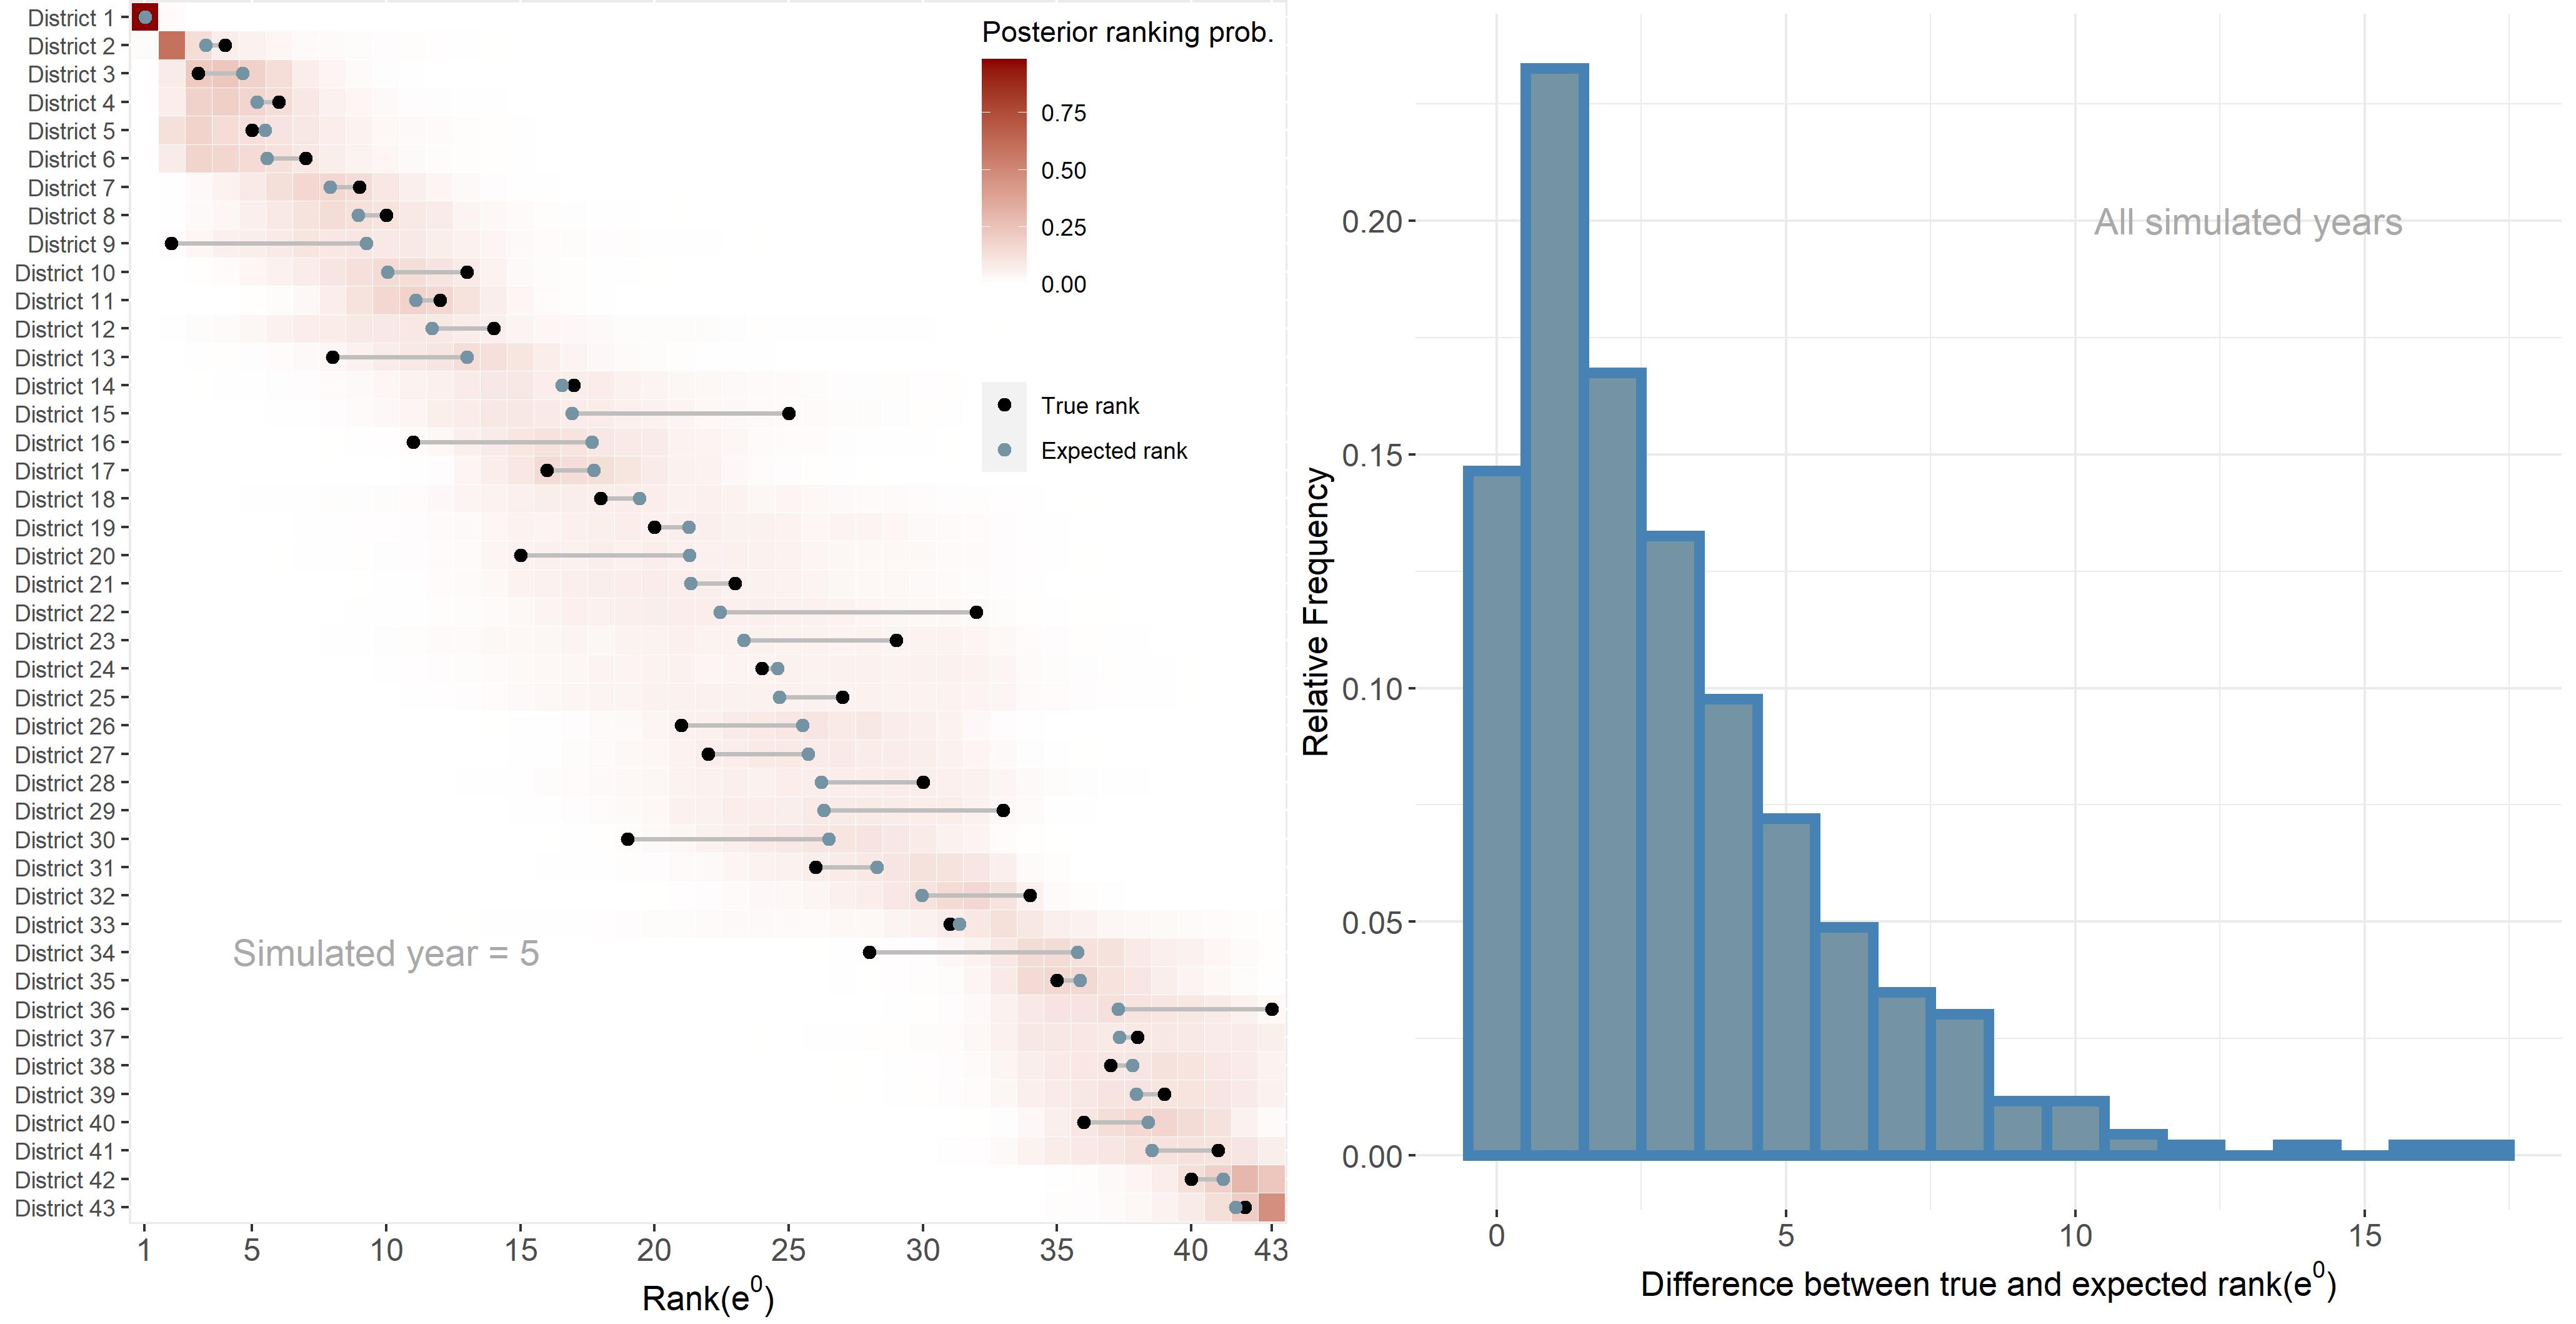 District 1
District 2
District 3
District 4
District 5
District 6
District 7
District 8
District 9
District 10
District 11
District 12
District 13
District 14
District 15
District 16
District 17
District 18
District 19
District 20
District 21
District 22
District 23
District 24
District 25
District 26
District 27
District 28
District 29
District 30
District 31
District 32
District 33
District 34
District 35
District 36
District 37
District 38
District 39
District 40
District 41
District 42
District 43
Posterior ranking prob.
0.75
0.50
0.25
0.00
True rank
Expected rank
Simulated year = 5
1 5 10 15 20 25 30 35 40 43
Rank(e⁰)
All simulated years
Relative Frequency
0.20
0.15
0.10
0.05
0.00
0 5 10 15
Difference between true and expected rank(e⁰)